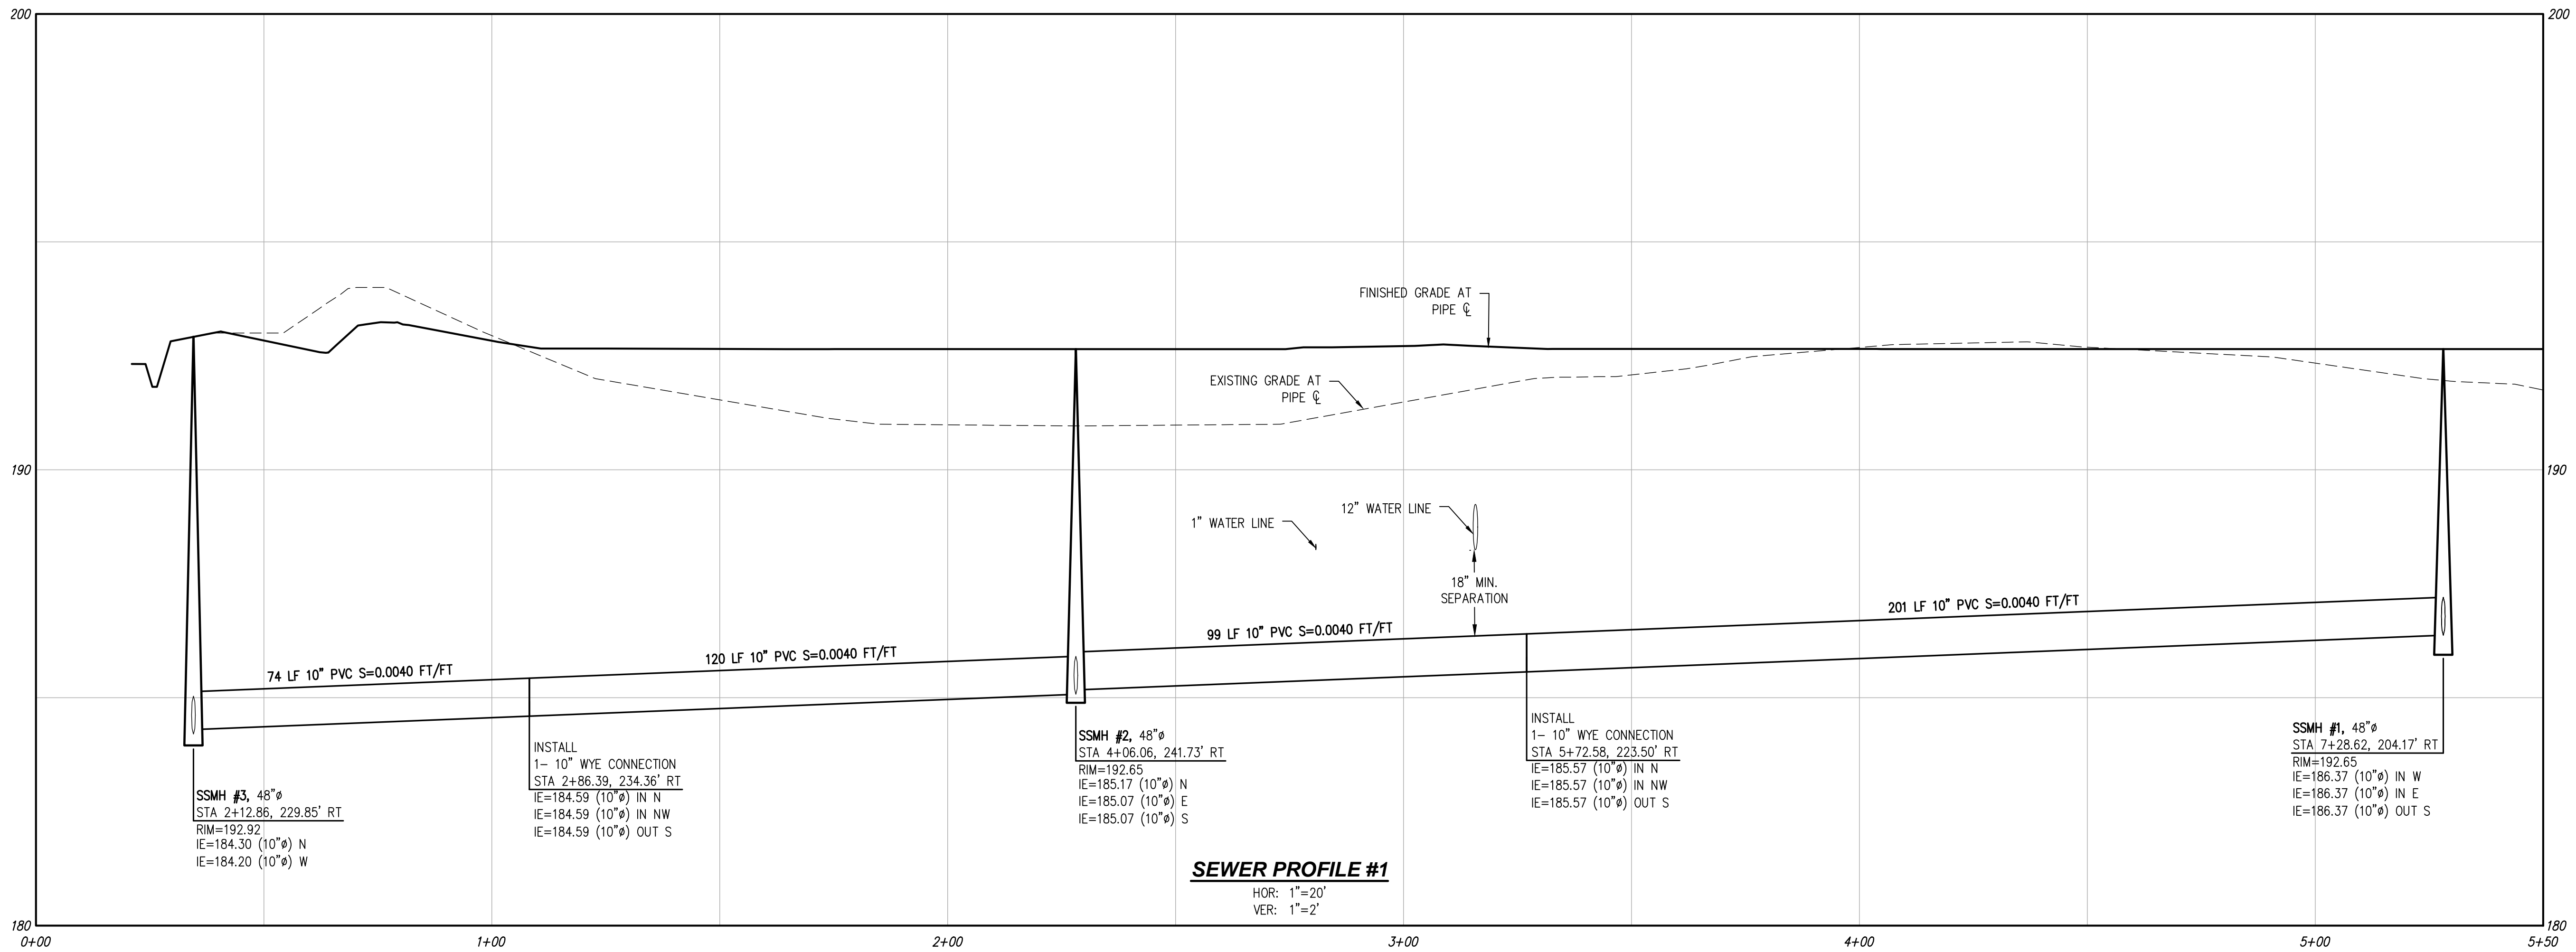 200
200
FINISHED GRADE AT
PIPE ℄
EXISTING GRADE AT
PIPE ℄
190
190
1" WATER LINE
12" WATER LINE
18" MIN.
SEPARATION
74 LF 10" PVC S=0.0040 FT/FT
120 LF 10" PVC S=0.0040 FT/FT
99 LF 10" PVC S=0.0040 FT/FT
201 LF 10" PVC S=0.0040 FT/FT
SSMH #3, 48"ø
STA 2+12.86, 229.85' RT
RIM=192.92
IE=184.30 (10"ø) N
IE=184.20 (10"ø) W
INSTALL
1- 10" WYE CONNECTION
STA 2+86.39, 234.36' RT
IE=184.59 (10"ø) IN N
IE=184.59 (10"ø) IN NW
IE=184.59 (10"ø) OUT S
SSMH #2, 48"ø
STA 4+06.06, 241.73' RT
RIM=192.65
IE=185.17 (10"ø) N
IE=185.07 (10"ø) E
IE=185.07 (10"ø) S
INSTALL
1- 10" WYE CONNECTION
STA 5+72.58, 223.50' RT
IE=185.57 (10"ø) IN N
IE=185.57 (10"ø) IN NW
IE=185.57 (10"ø) OUT S
SSMH #1, 48"ø
STA 7+28.62, 204.17' RT
RIM=192.65
IE=186.37 (10"ø) IN W
IE=186.37 (10"ø) IN E
IE=186.37 (10"ø) OUT S
SEWER PROFILE #1
HOR: 1"=20'
VER: 1"=2'
180
180
0+00
1+00
2+00
3+00
4+00
5+00
5+50